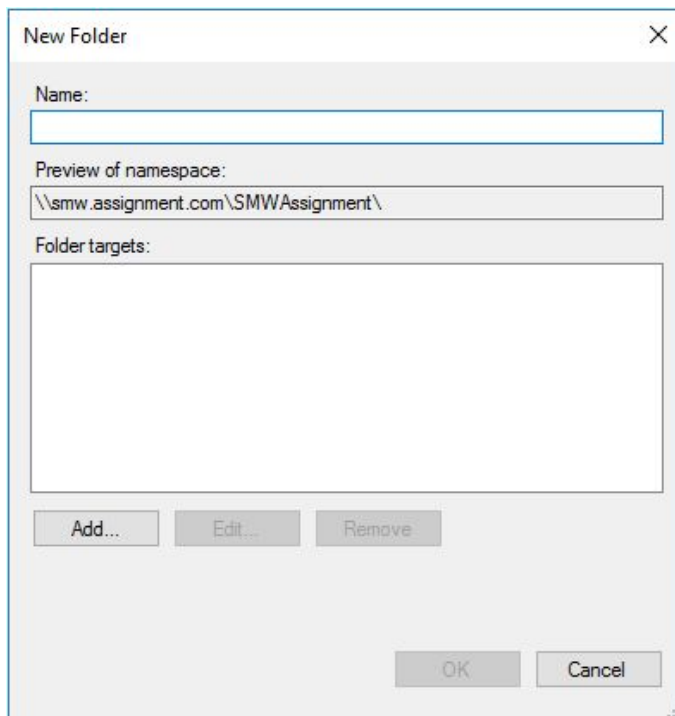 New Folder
Name:
Preview of namespace:
\\smw.assignment.com\SMWAssignment\
Folder targets:
Add... Edit... Remove
OK Cancel